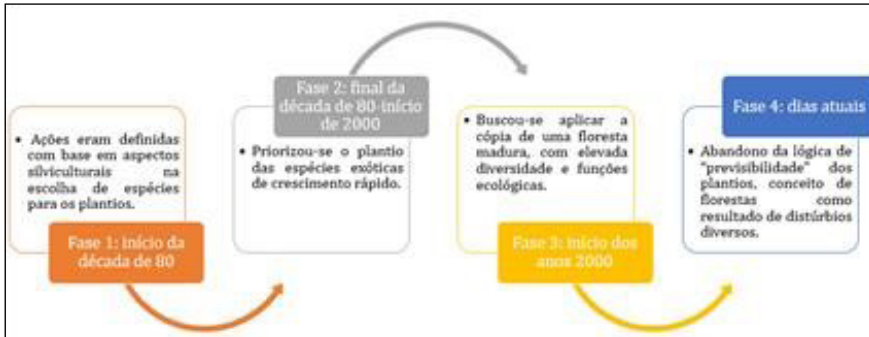 • Ações eram definidas
com base em aspectos
silviculturais na
escolha de espécies
para os plantios.
Fase 1: início da
década de 80
Fase 2: final da
década de 80-início
de 2000
• Priorizou-se o plantio
das espécies exóticas
de crescimento rápido.
• Buscou-se aplicar a
cópia de uma floresta
madura, com elevada
diversidade e funções
ecológicas.
Fase 3: início dos
anos 2000
Fase 4: dias atuais
• Abandono da lógica de
"previsibilidade" dos
plantios, conceito de
florestas como
resultado de distúrbios
diversos.